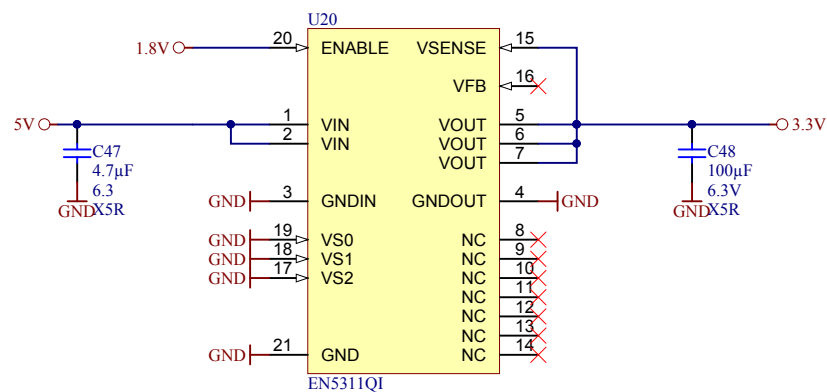 U20
1.8V 20 ENABLE VSENSE 15
VFB 16
5V 1 VIN VOUT 5 3.3V
2 VIN VOUT 6
VOUT 7
C47
4.7µF
6.3
X5R
GND
C48
100µF
6.3V
X5R
GND
GND 3 GNDIN GNDOUT 4 GND
GND 19 VS0 NC 8
GND 18 VS1 NC 9
GND 17 VS2 NC 10
NC 11
NC 12
NC 13
GND 21 GND NC 14
EN5311QI